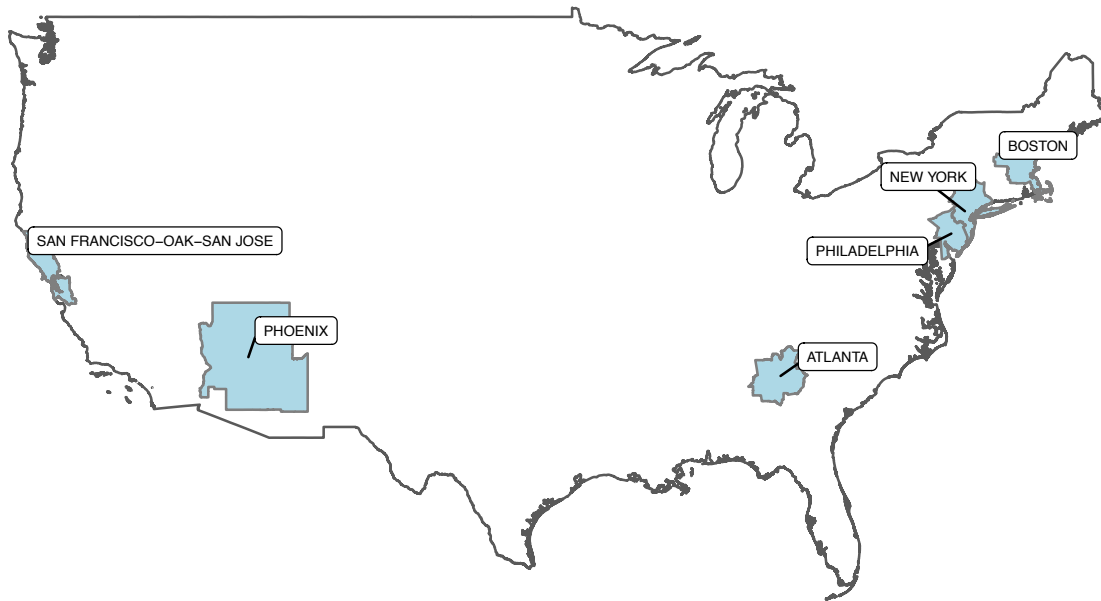 BOSTON
NEW YORK
SAN FRANCISCO–OAK–SAN JOSE
PHILADELPHIA
PHOENIX
ATLANTA